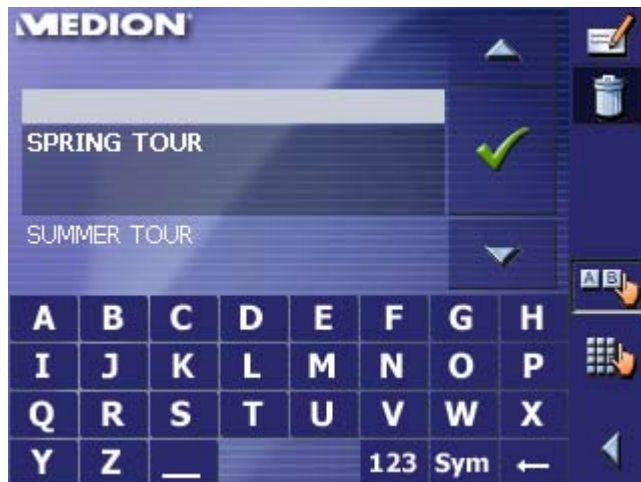 MEDION
SPRING TOUR
SUMMER TOUR
A B
A B C D E F G H
I J K L M N O P
Q R S T U V W X
Y Z _ 123 Sym ←